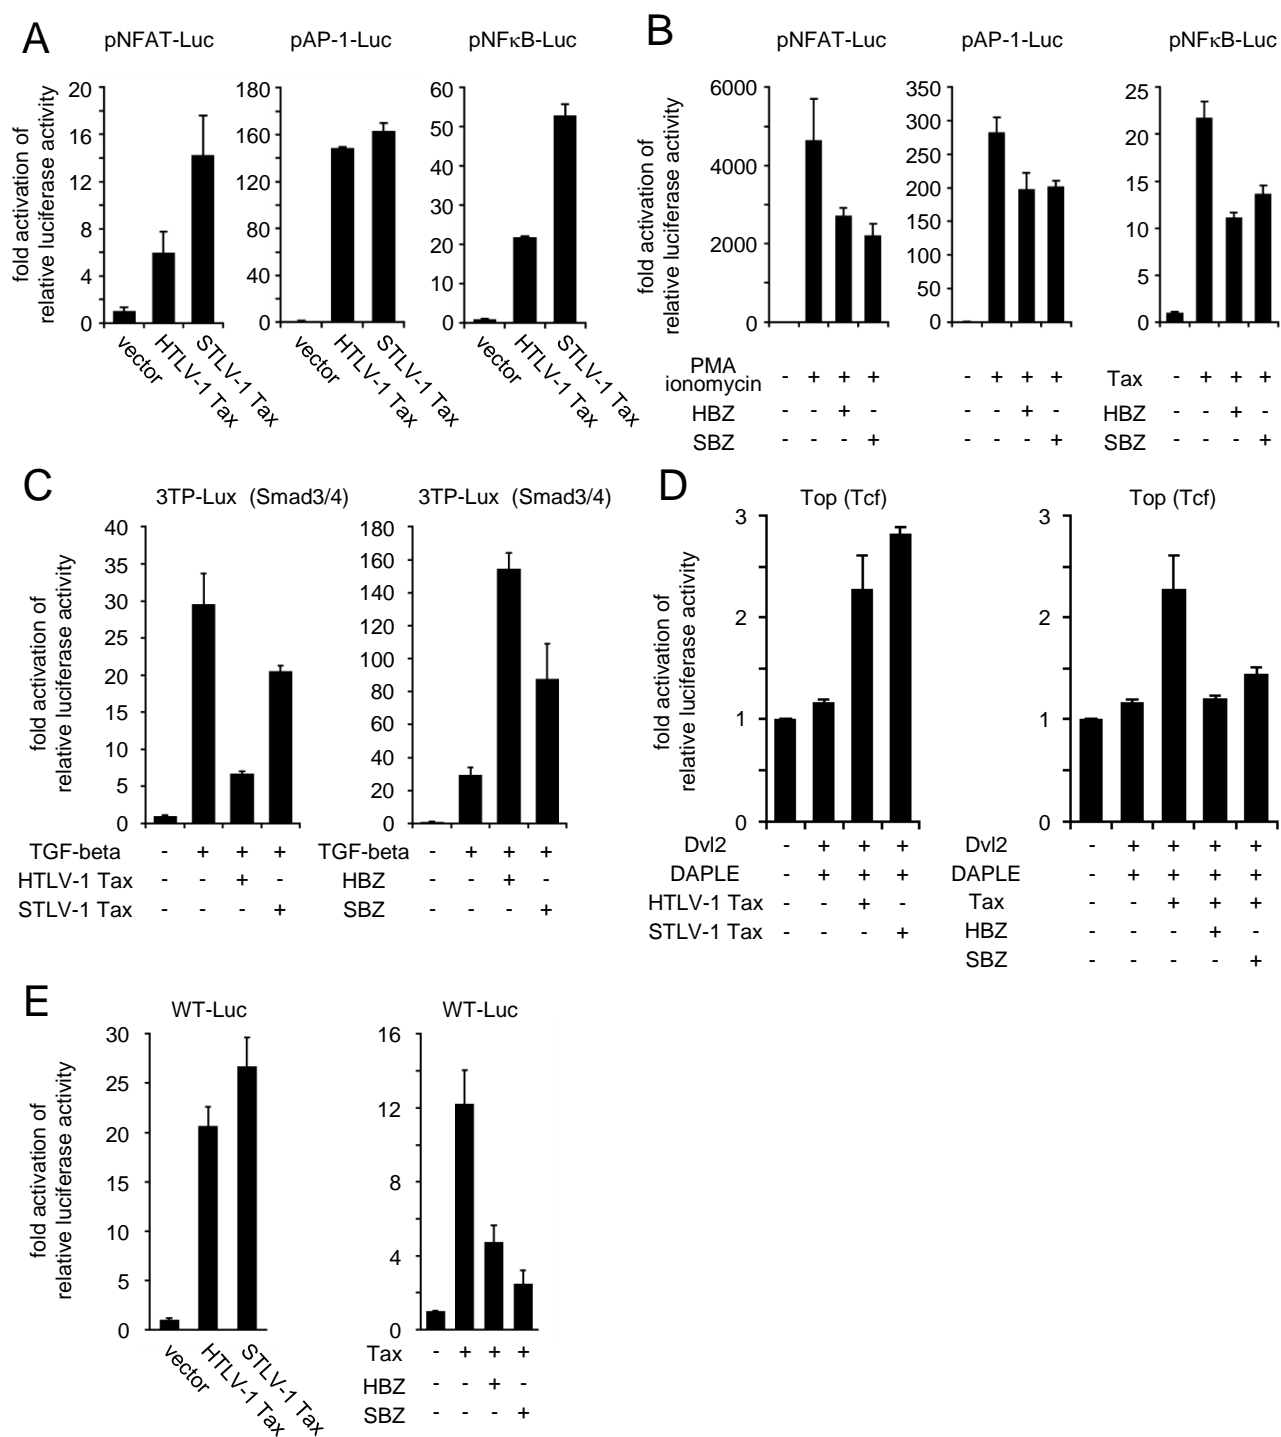 A
pNFAT-Luc
pAP-1-Luc
pNFκB-Luc
fold activation of
relative luciferase activity
20
16
12
8
4
0
vector
HTLV-1 Tax
STLV-1 Tax
180
160
120
80
40
0
vector
HTLV-1 Tax
STLV-1 Tax
60
50
40
30
20
10
0
vector
HTLV-1 Tax
STLV-1 Tax
B
pNFAT-Luc
pAP-1-Luc
pNFκB-Luc
fold activation of
relative luciferase activity
6000
4000
2000
0
350
300
250
200
150
100
50
0
25
20
15
10
5
0
PMA
ionomycin - + + +
HBZ - - + -
SBZ - - - +
- + + +
- - + -
- - - +
Tax - + + +
HBZ - - + -
SBZ - - - +
C
3TP-Lux (Smad3/4)
fold activation of
relative luciferase activity
40
35
30
25
20
15
10
5
0
TGF-beta - + + +
HTLV-1 Tax - - + -
STLV-1 Tax - - - +
3TP-Lux (Smad3/4)
180
160
140
120
100
80
60
40
20
0
TGF-beta - + + +
HBZ - - + -
SBZ - - - +
D
Top (Tcf)
fold activation of
relative luciferase activity
3
2
1
0
Dvl2 - + + +
DAPLE - + + +
HTLV-1 Tax - - + -
STLV-1 Tax - - - +
Top (Tcf)
3
2
1
0
Dvl2 - + + + +
DAPLE - + + + +
Tax - - + + +
HBZ - - - + -
SBZ - - - - +
E
WT-Luc
fold activation of
relative luciferase activity
30
25
20
15
10
5
0
vector
HTLV-1 Tax
STLV-1 Tax
WT-Luc
16
12
8
4
0
Tax - + + +
HBZ - - + -
SBZ - - - +